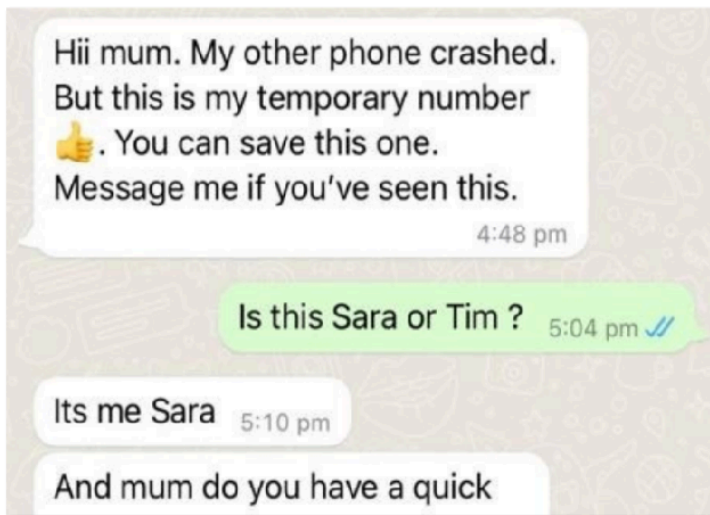 Hii mum. My other phone crashed.
But this is my temporary number
👍. You can save this one.
Message me if you've seen this.
4:48 pm
Is this Sara or Tim ? 5:04 pm
Its me Sara 5:10 pm
And mum do you have a quick